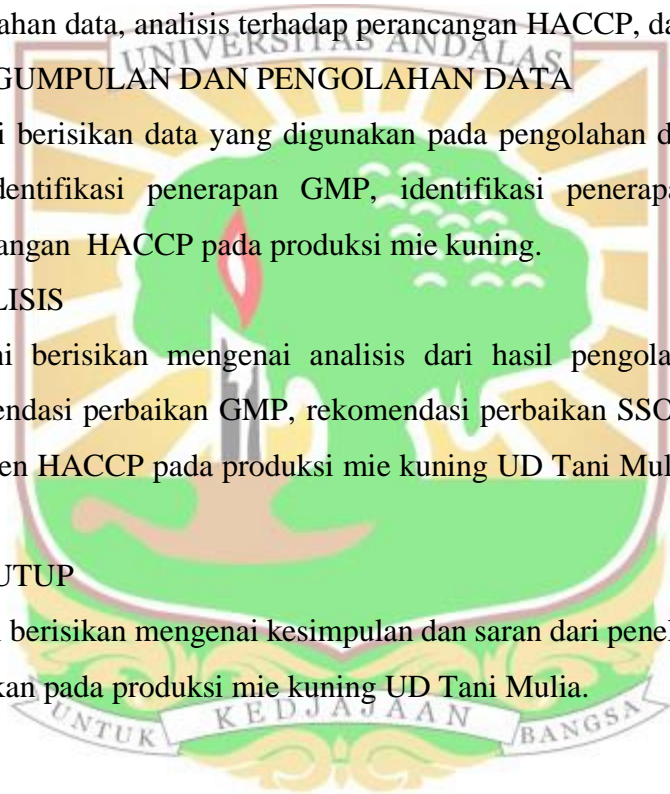 ahan data, analisis terhadap perancangan HACCP, da
UNIVERSITAS ANDALAS
GUMPULAN DAN PENGOLAHAN DATA
i berisikan data yang digunakan pada pengolahan d
dentifikasi penerapan GMP, identifikasi penerapa
angan HACCP pada produksi mie kuning.
LISIS
ni berisikan mengenai analisis dari hasil pengola
endasi perbaikan GMP, rekomendasi perbaikan SSO
en HACCP pada produksi mie kuning UD Tani Mul
UTUP
i berisikan mengenai kesimpulan dan saran dari penel
kan pada produksi mie kuning UD Tani Mulia.
UNTUK KEDJAJAAN BANGSA